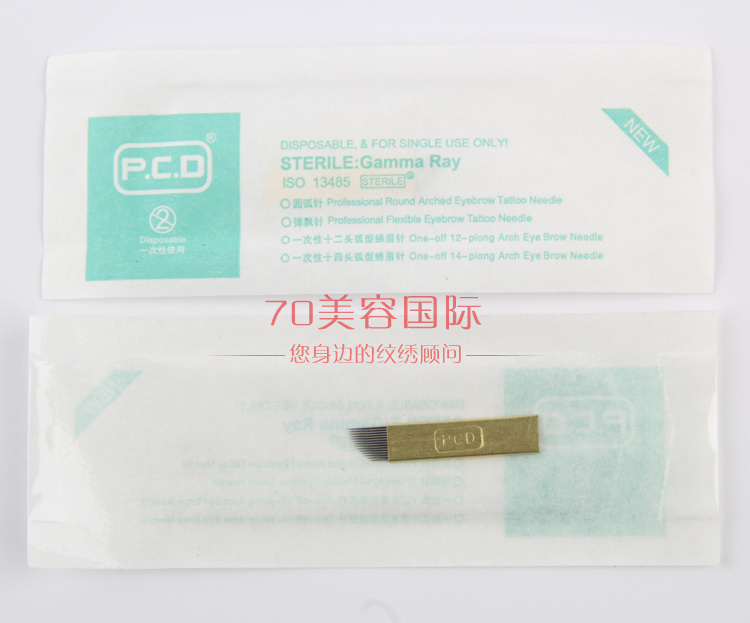 P.C.D®
Disposable
一次性使用
DISPOSABLE, & FOR SINGLE USE ONLY!
STERILE:Gamma Ray
ISO 13485 STERILE®
圆弧针 Professional Round Arched Eyebrow Tattoo Needle
弹飘针 Professional Flexible Eyebrow Tattoo Needle
一次性十二头弧型绣眉针 One-off 12-piong Arch Eye Brow Needle
一次性十四头弧型绣眉针 One-off 14-piong Arch Eye Brow Needle
NEW
70美容国际
您身边的纹绣顾问
P.C.D